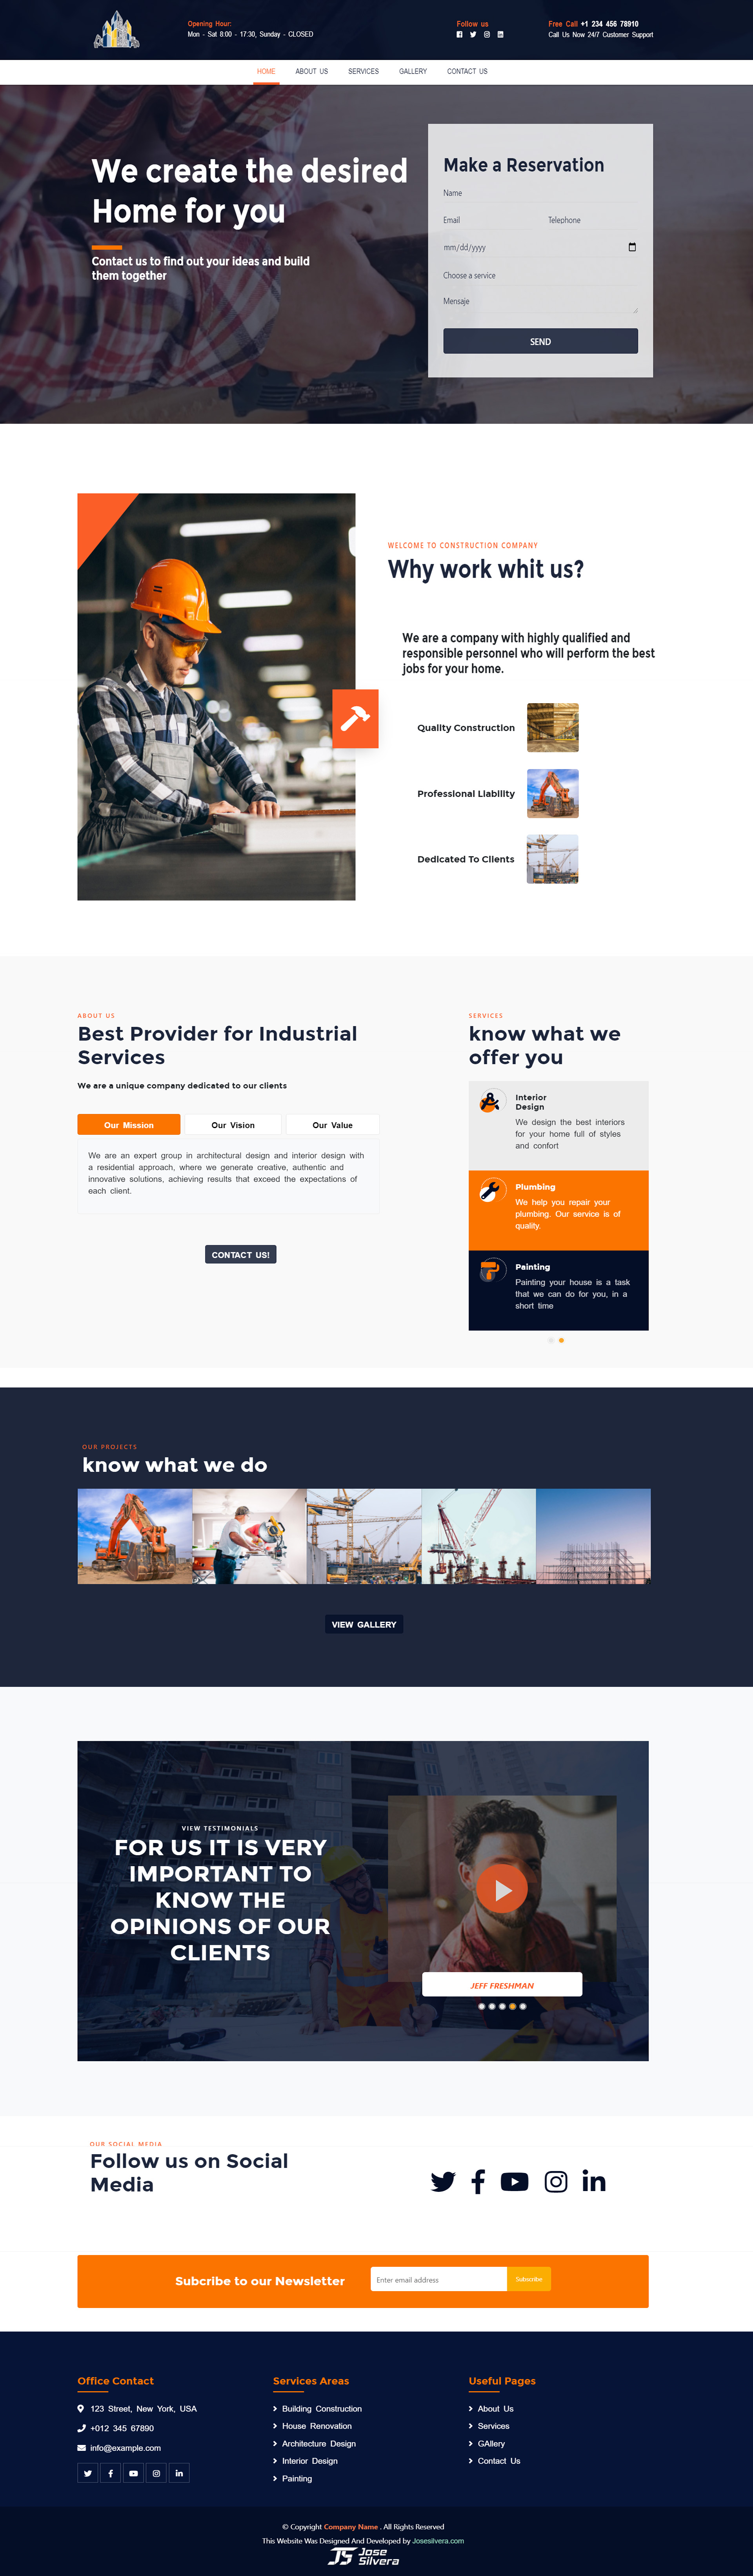 Opening Hour:
Mon - Sat 8:00 - 17:30, Sunday - CLOSED
Follow us
Free Call +1 234 456 78910
Call Us Now 24/7 Customer Support
HOME ABOUT US SERVICES GALLERY CONTACT US
We create the desired
Home for you
Contact us to find out your ideas and build
them together
Make a Reservation
Name
Email Telephone
mm/dd/yyyy
Choose a service
Mensaje
SEND
WELCOME TO CONSTRUCTION COMPANY
Why work whit us?
We are a company with highly qualified and
responsible personnel who will perform the best
jobs for your home.
Quality Construction
Professional Liability
Dedicated To Clients
ABOUT US
Best Provider for Industrial
Services
We are a unique company dedicated to our clients
Our Mission Our Vision Our Value
We are an expert group in architectural design and interior design with
a residential approach, where we generate creative, authentic and
innovative solutions, achieving results that exceed the expectations of
each client.
CONTACT US!
SERVICES
know what we
offer you
Interior
Design
We design the best interiors
for your home full of styles
and confort
Plumbing
We help you repair your
plumbing. Our service is of
quality.
Painting
Painting your house is a task
that we can do for you, in a
short time
OUR PROJECTS
know what we do
VIEW GALLERY
VIEW TESTIMONIALS
FOR US IT IS VERY
IMPORTANT TO
KNOW THE
OPINIONS OF OUR
CLIENTS
JEFF FRESHMAN
OUR SOCIAL MEDIA
Follow us on Social
Media
Subcribe to our Newsletter
Enter email address
Subscribe
Office Contact
123 Street, New York, USA
+012 345 67890
info@example.com
Services Areas
Building Construction
House Renovation
Architecture Design
Interior Design
Painting
Useful Pages
About Us
Services
GAllery
Contact Us
© Copyright Company Name . All Rights Reserved
This Website Was Designed And Developed by Josesilvera.com
JS Jose
Silvera